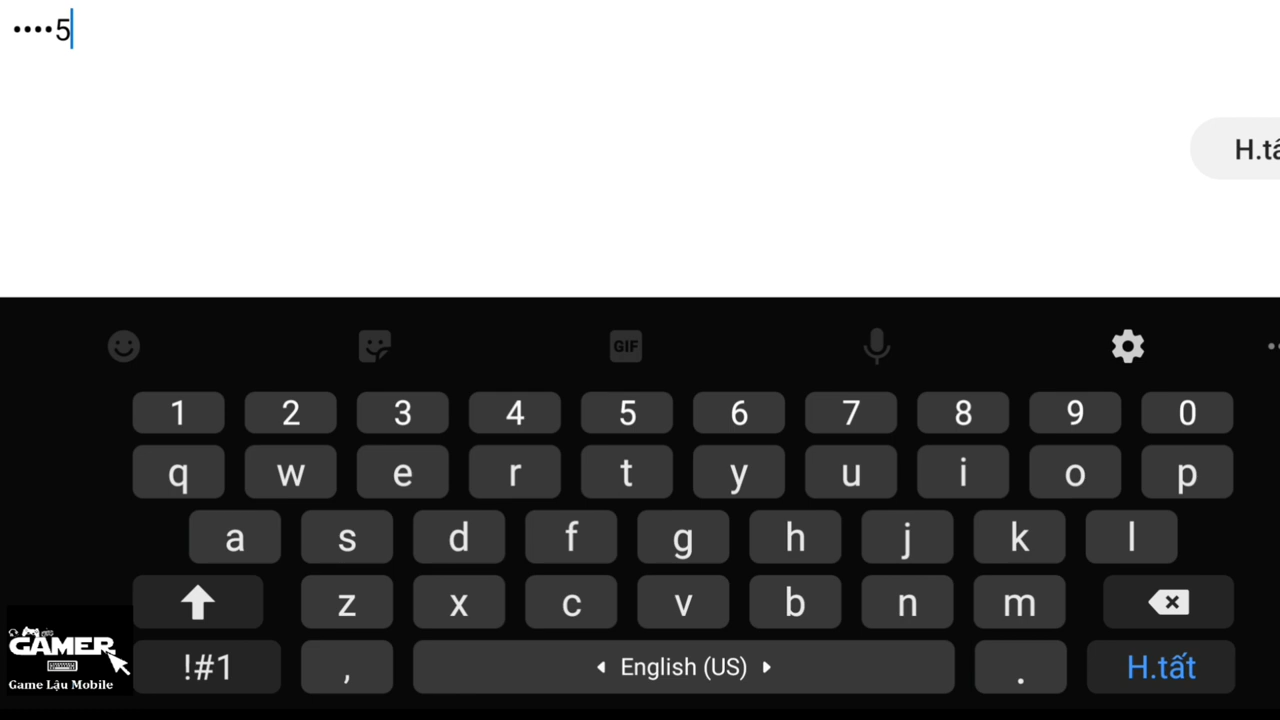 ••••5
H.tấ
GIF
1 2 3 4 5 6 7 8 9 0
q w e r t y u i o p
a s d f g h j k l
z x c v b n m
!#1 , English (US) . H.tất
GAMER
Game Lậu Mobile